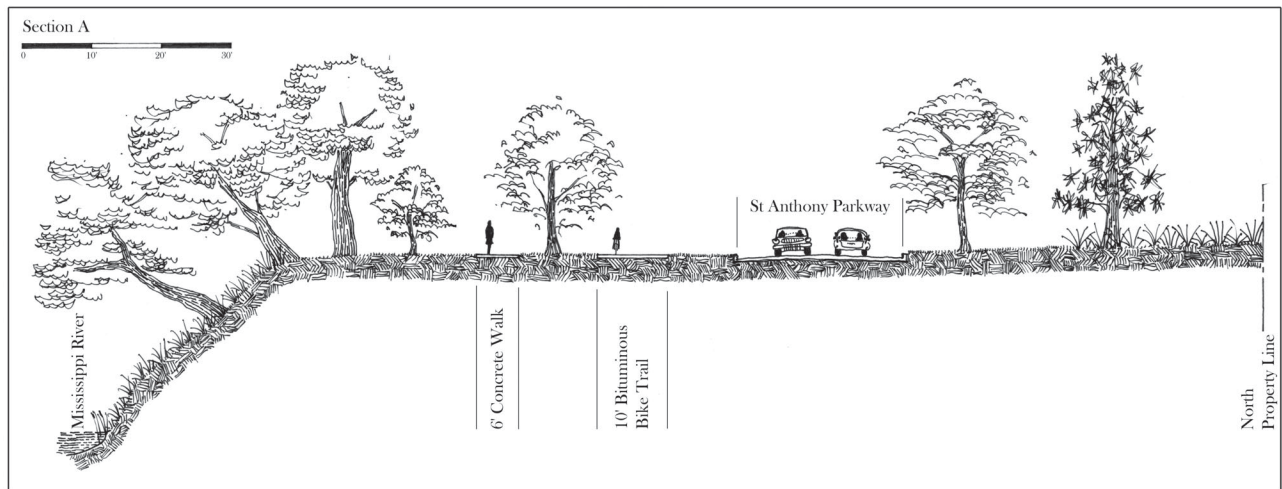 Section A
0 10' 20' 30'
St Anthony Parkway
Mississippi River
6' Concrete Walk
10' Bituminous
Bike Trail
North
Property Line